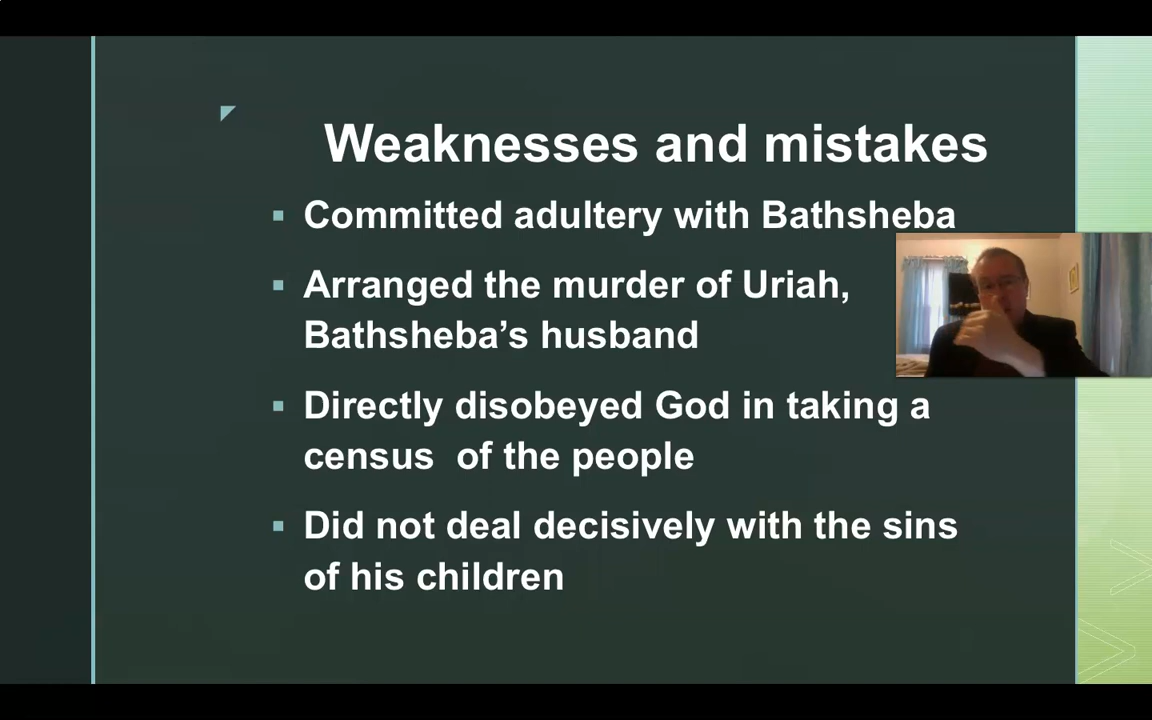 Weaknesses and mistakes
Committed adultery with Bathsheba
Arranged the murder of Uriah,
Bathsheba’s husband
Directly disobeyed God in taking a
census  of the people
Did not deal decisively with the sins
of his children